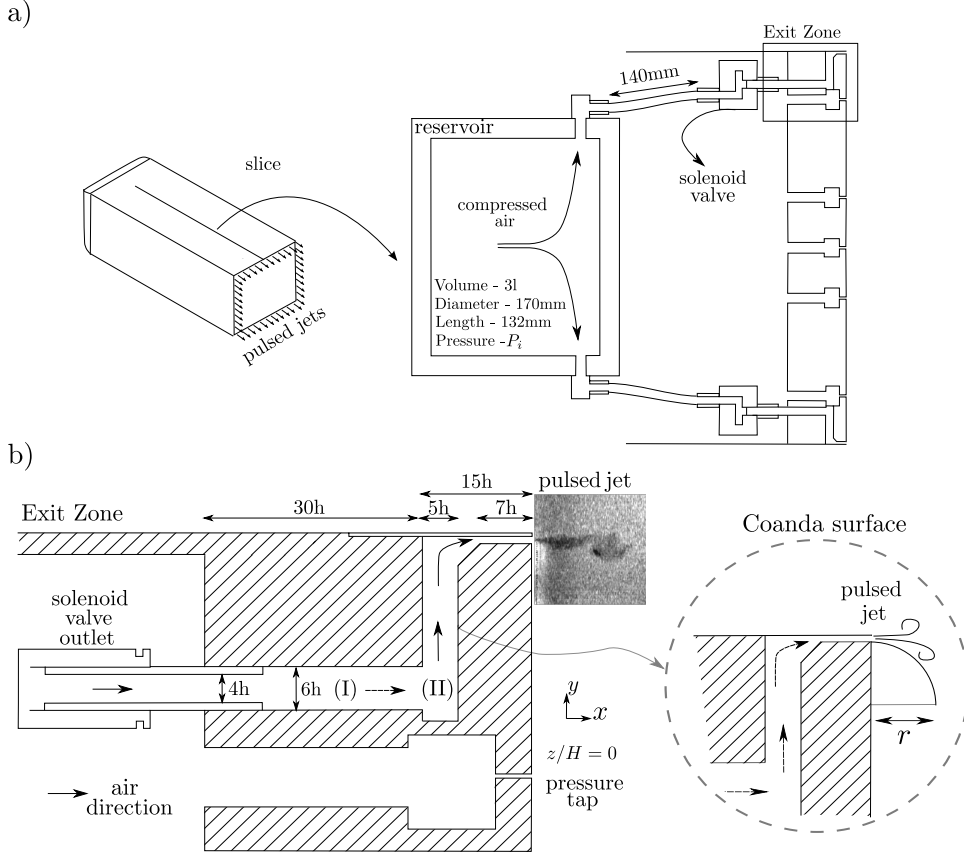 a)
Exit Zone
140mm
reservoir
slice
solenoid
valve
compressed
air
Volume - 3l
Diameter - 170mm
Length - 132mm
Pressure -P_i
pulsed jets
b)
15h
pulsed jet
Exit Zone
30h
5h
7h
Coanda surface
solenoid
valve
outlet
pulsed
jet
4h
6h
(I)
(II)
y
x
r
z/H = 0
pressure
tap
air
direction